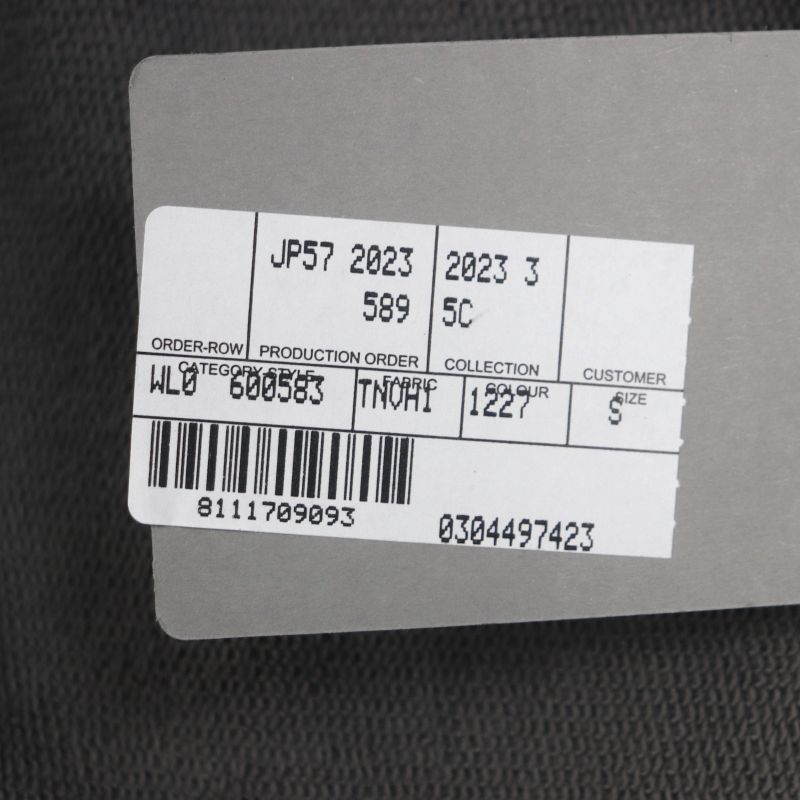 JP57 2023 2023 3
589 5C
ORDER-ROW PRODUCTION ORDER COLLECTION CUSTOMER
CATEGORY STYLE FABRIC COLOUR SIZE
WL0 600583 TNVHI 1227 S
8111709093 0304497423